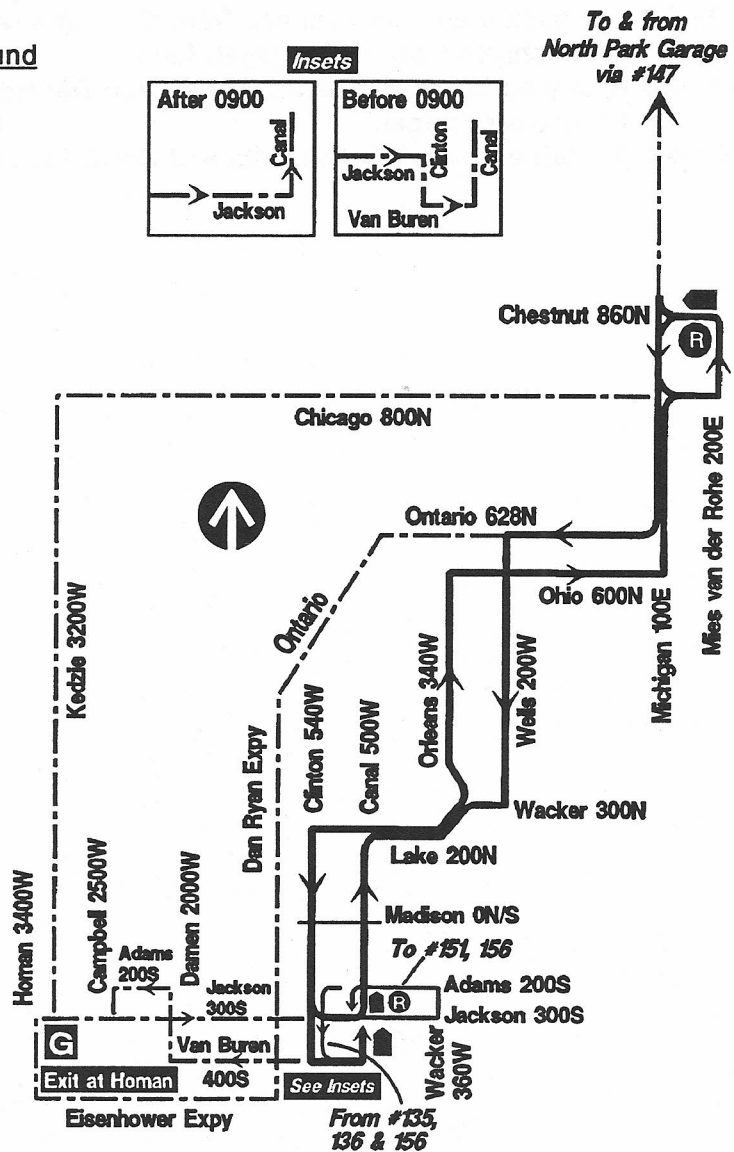 To & from
North Park Garage
via #147
und
Insets
After 0900
Canal
Jackson
Before 0900
Clinton
Canal
Jackson
Van Buren
Chestnut 860N
R
Chicago 800N
Mies van der Rohe 200E
Ontario 628N
Ohio 600N
Michigan 100E
Kedzie 3200W
Ontario
Orleans 340W
Wells 200W
Dan Ryan Expy
Clinton 540W
Canal 500W
Wacker 300N
Lake 200N
Homan 3400W
Campbell 2500W
Damen 2000W
Madison 0N/S
To #151, 156
Adams
200S
Jackson
300S
R
Adams 200S
Jackson 300S
G
Van Buren
400S
Wacker
360W
Exit at Homan
See Insets
Eisenhower Expy
From #135,
136 & 156